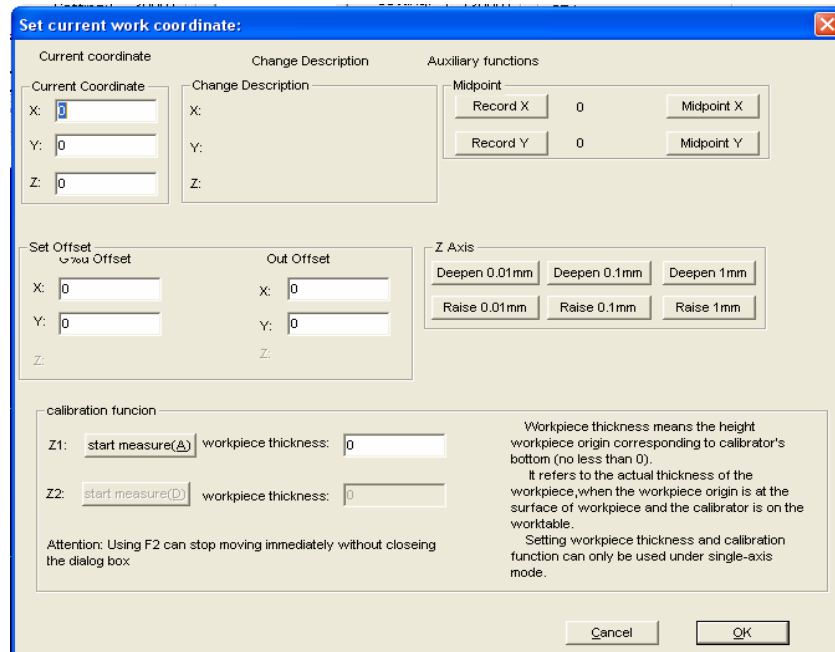 Set current work coordinate:
Current coordinate Change Description Auxiliary functions
Current Coordinate Change Description Midpoint
X: 0 X: Record X 0 Midpoint X
Y: 0 Y: Record Y 0 Midpoint Y
Z: 0 Z:
Set Offset Z Axis
Offset Out Offset
Deepen 0.01mm Deepen 0.1mm Deepen 1mm
X: 0 X: 0
Raise 0.01mm Raise 0.1mm Raise 1mm
Y: 0 Y: 0
Z: Z:
calibration funcion
Z1: start measure(A) workpiece thickness: 0
Z2: start measure(D) workpiece thickness: 0
Attention: Using F2 can stop moving immediately without closeing
the dialog box
Workpiece thickness means the height
workpiece origin corresponding to calibrator's
bottom (no less than 0).
It refers to the actual thickness of the
workpiece,when the workpiece origin is at the
surface of workpiece and the calibrator is on the
worktable.
Setting workpiece thickness and calibration
function can only be used under single-axis
mode.
Cancel OK